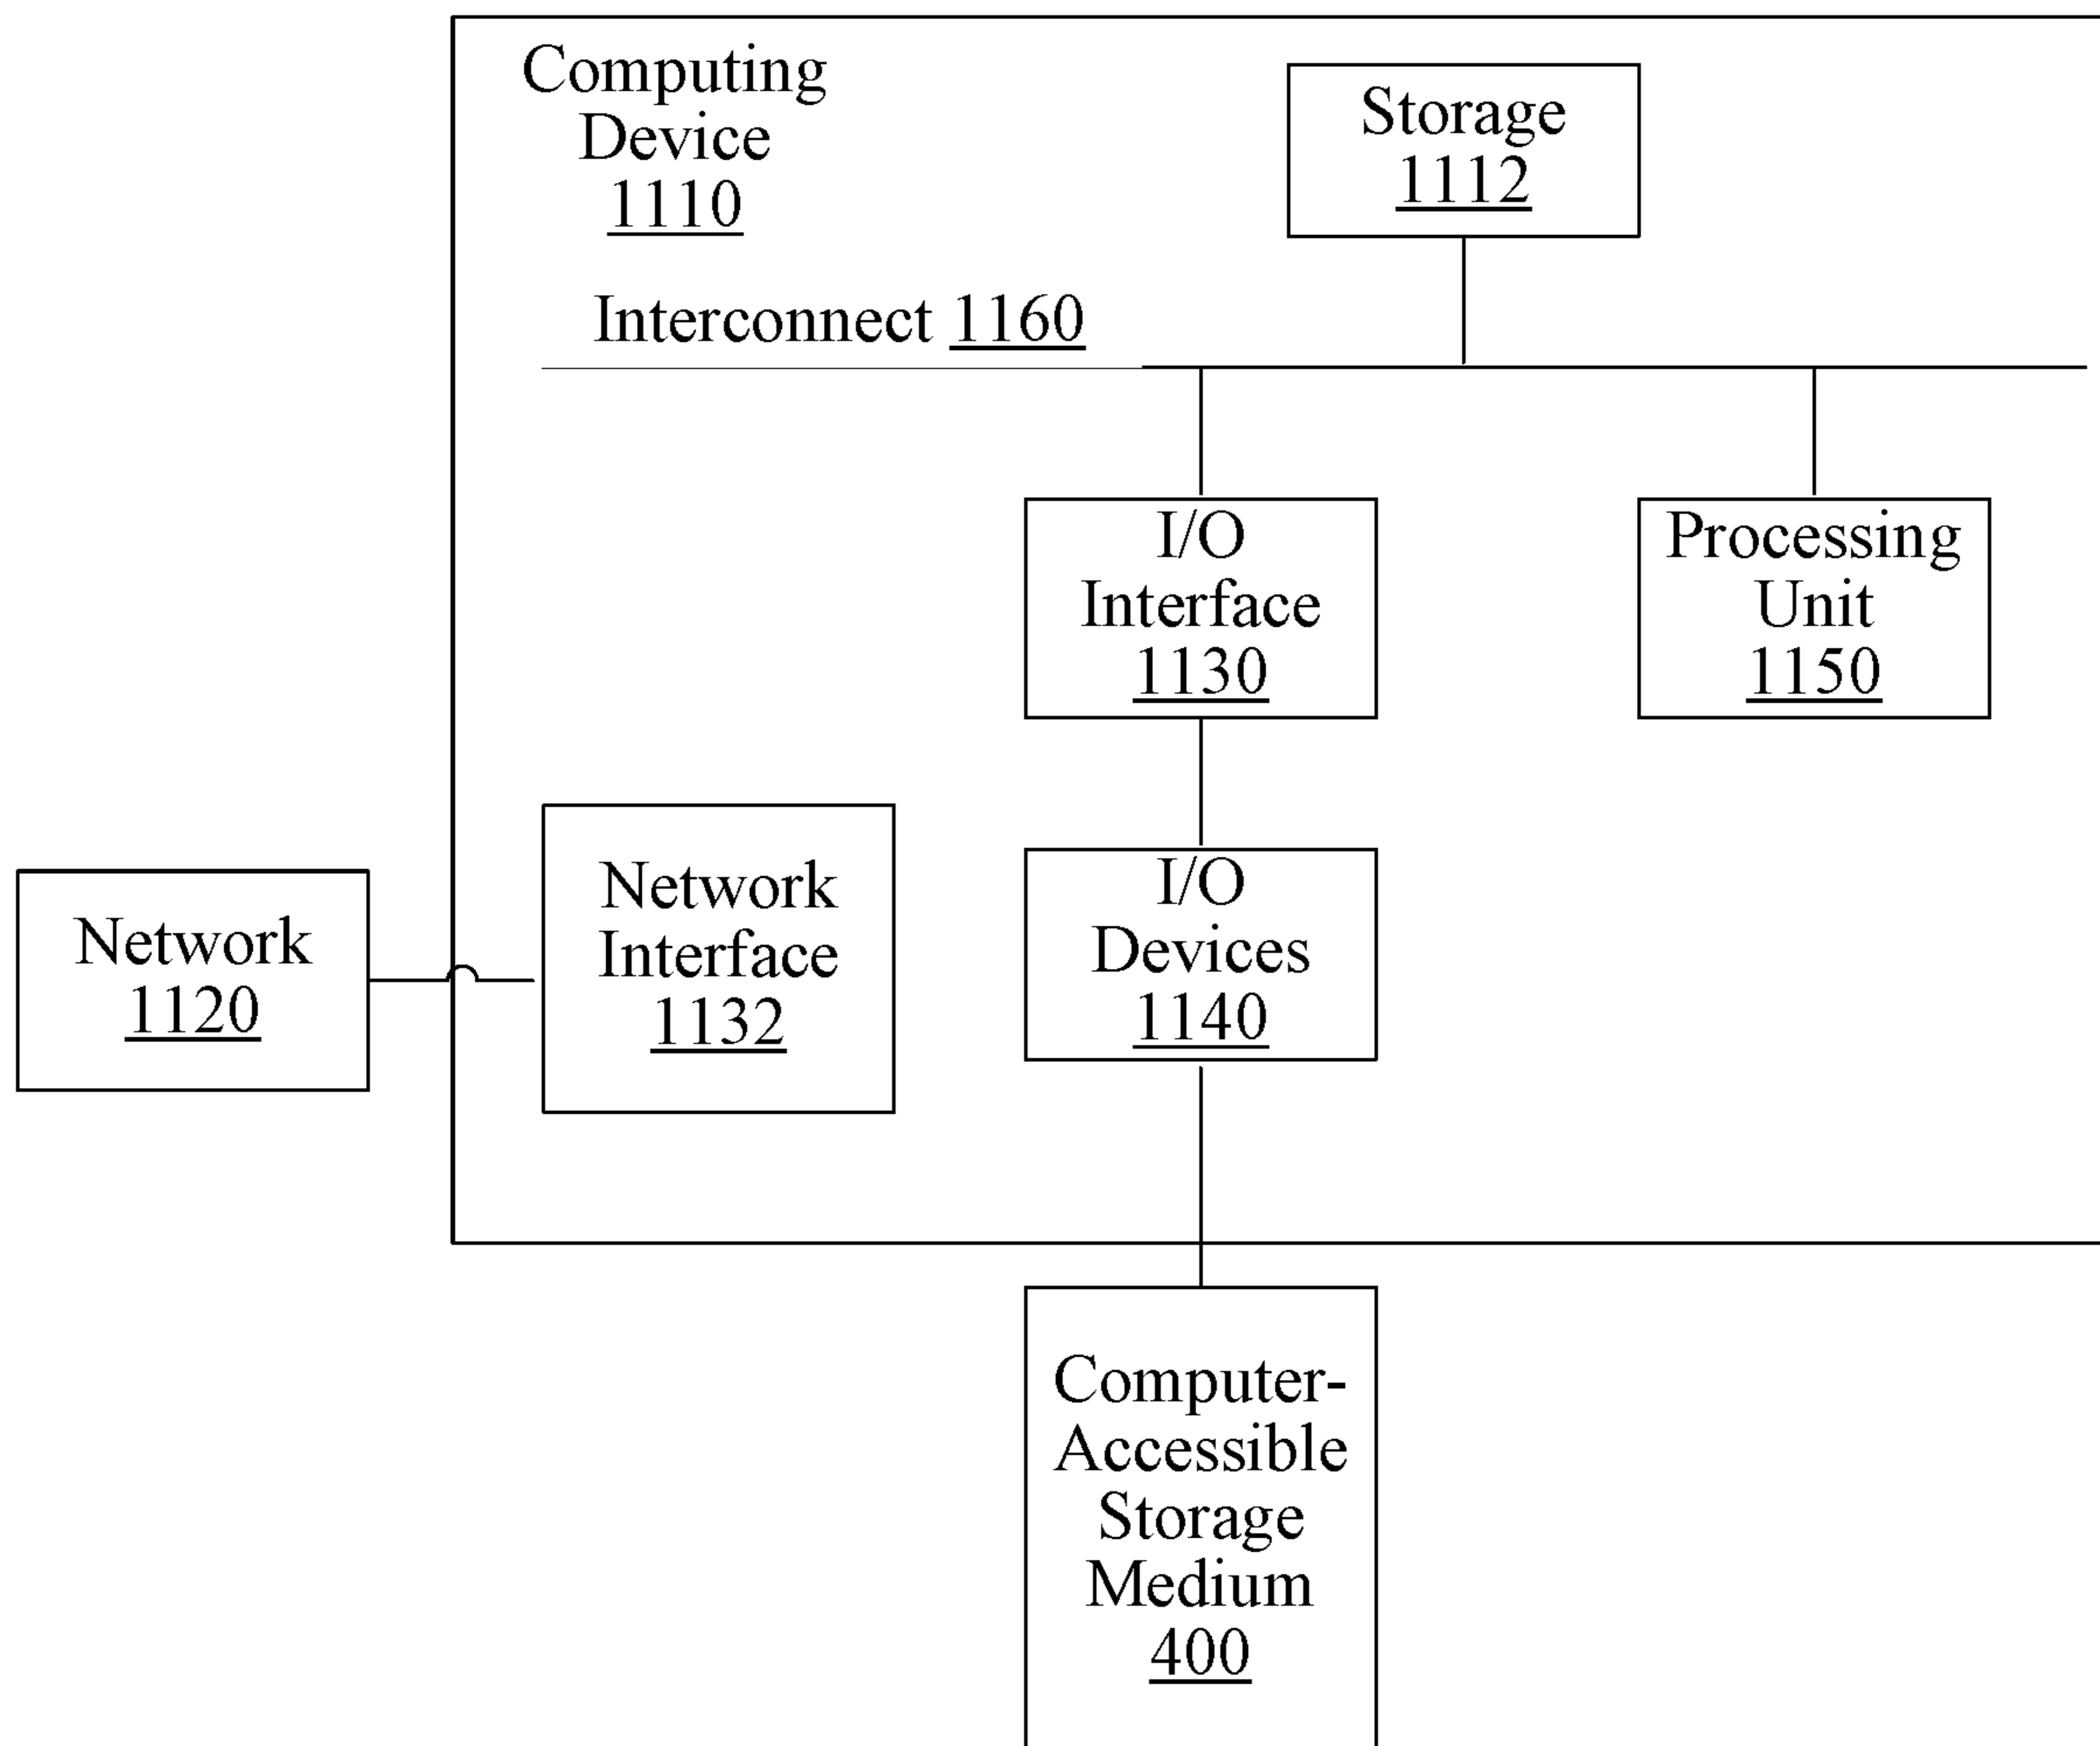 Computing
Device
1110
Storage
1112
Interconnect 1160
I/O
Interface
1130
Processing
Unit
1150
Network
1120
Network
Interface
1132
I/O
Devices
1140
Computer-
Accessible
Storage
Medium
400